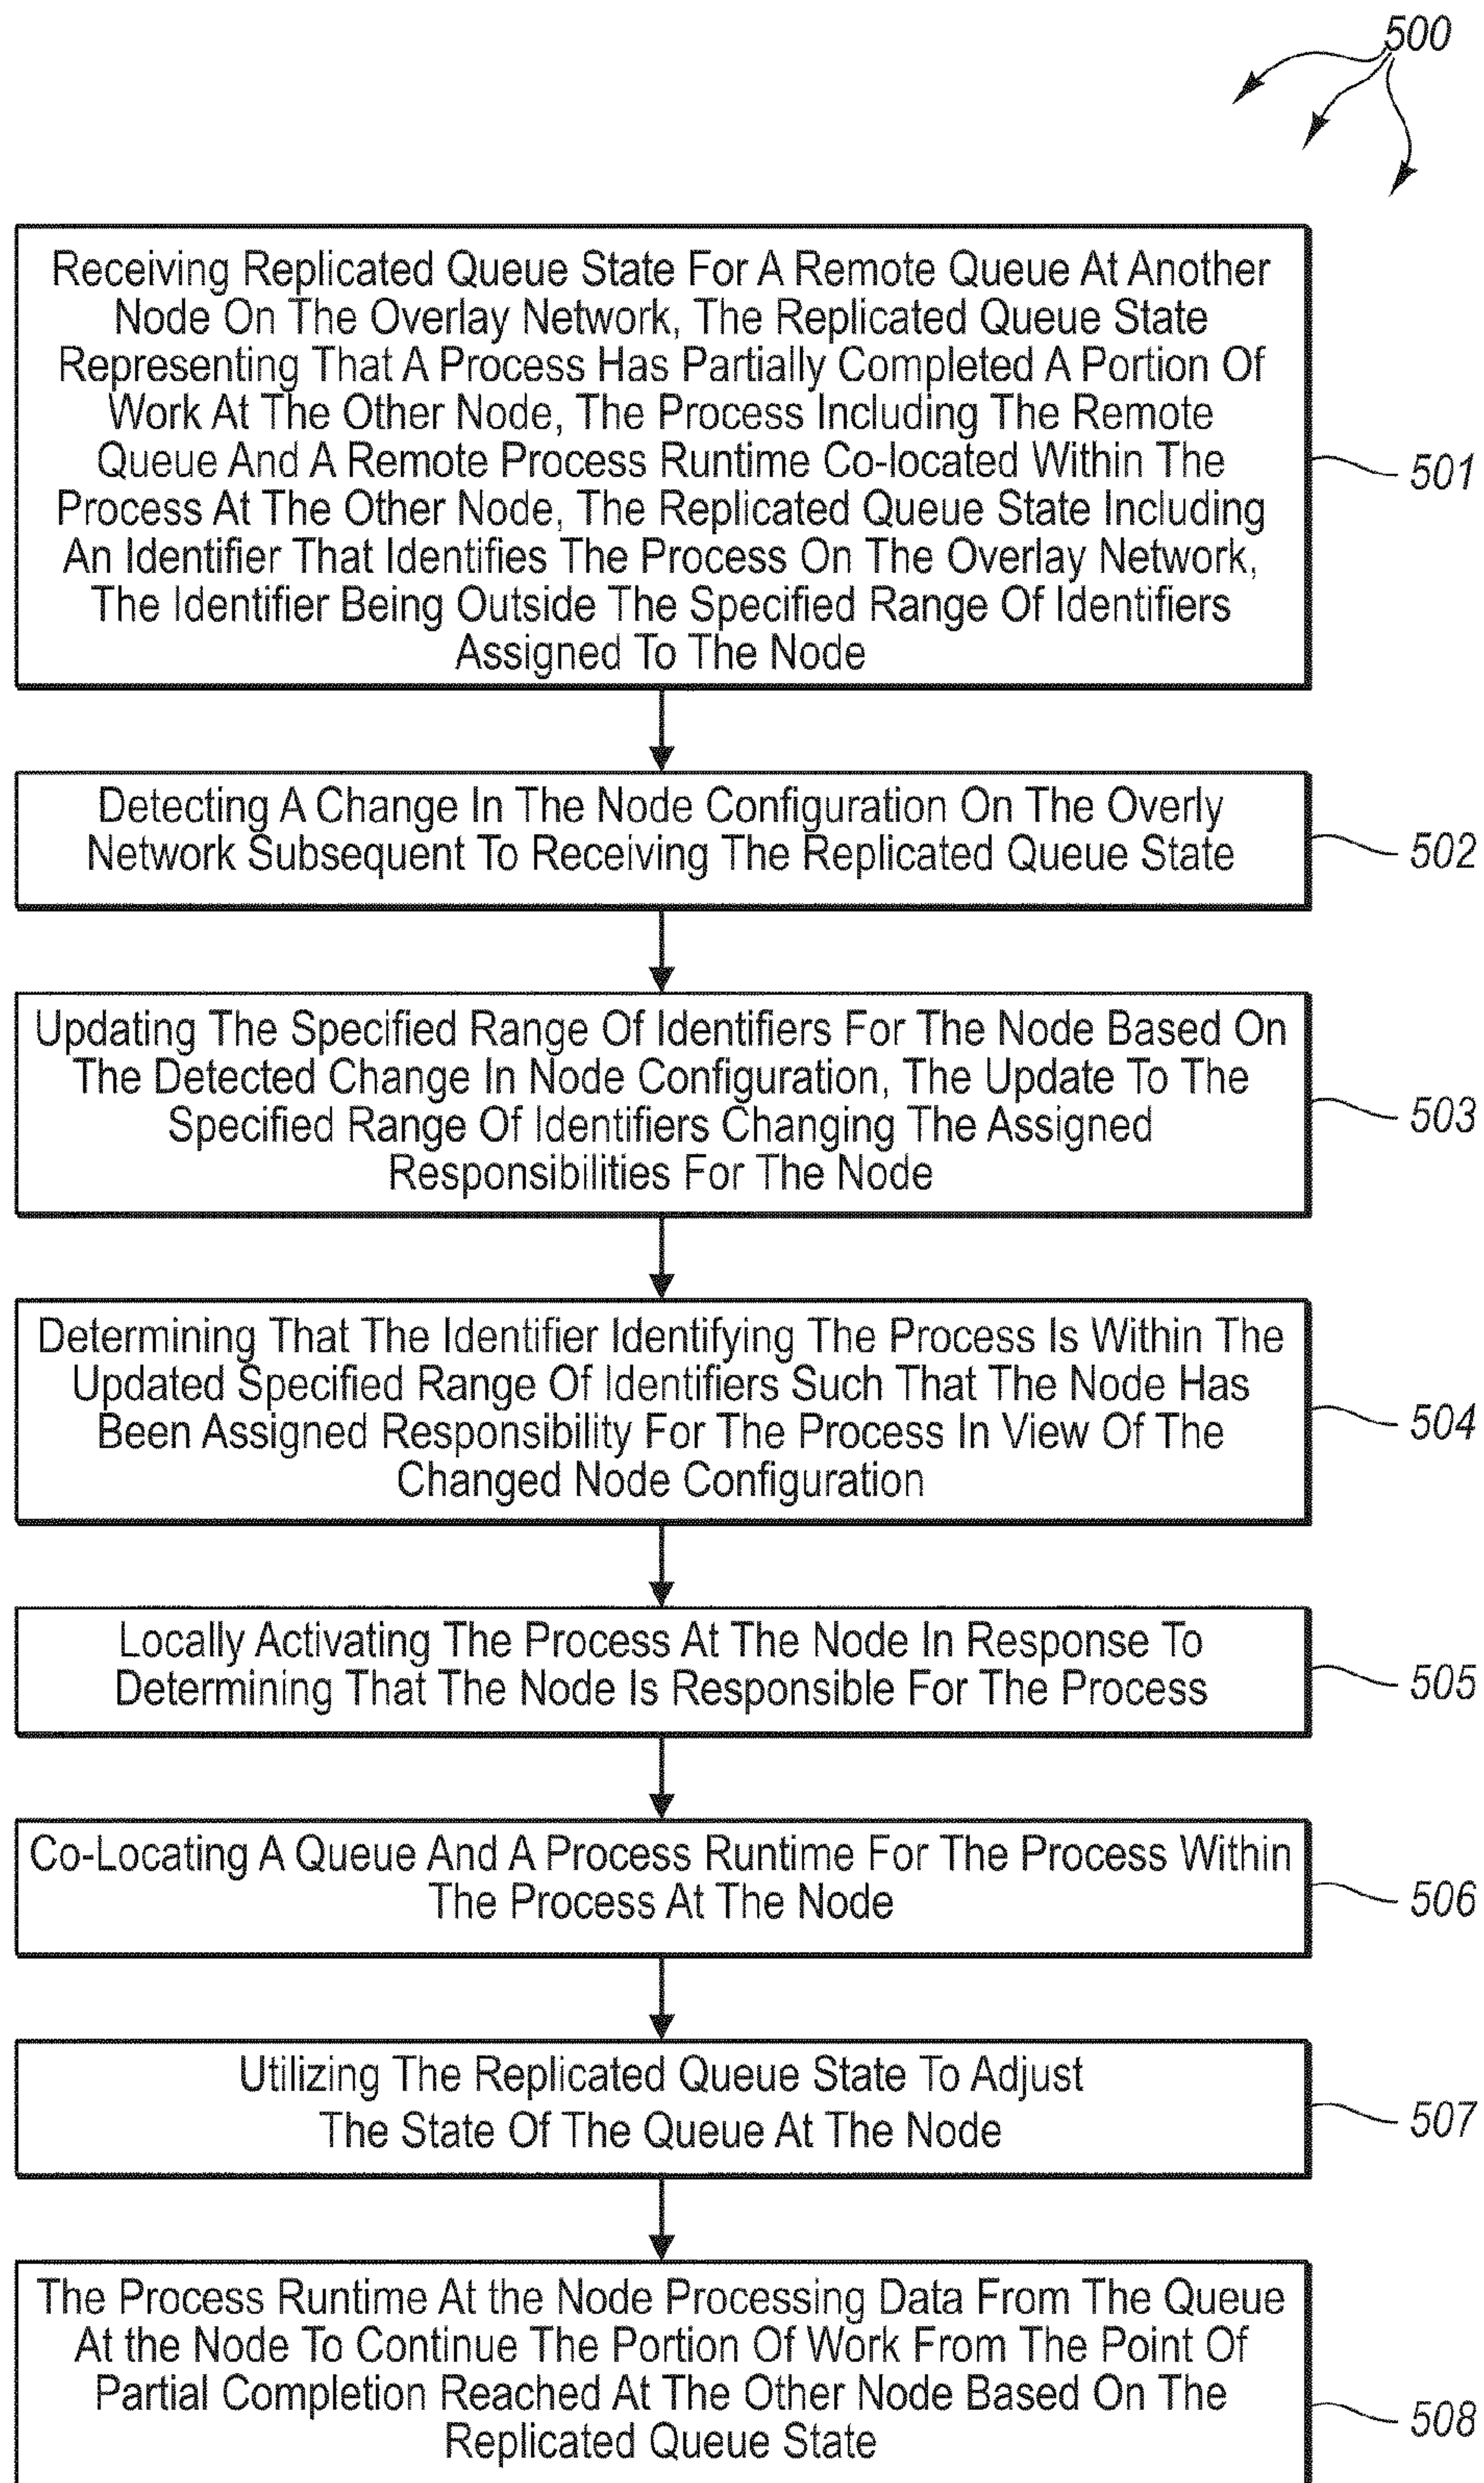 500
Receiving Replicated Queue State For A Remote Queue At Another
Node On The Overlay Network, The Replicated Queue State
Representing That A Process Has Partially Completed A Portion Of
Work At The Other Node, The Process Including The Remote
Queue And A Remote Process Runtime Co-located Within The
Process At The Other Node, The Replicated Queue State Including
An Identifier That Identifies The Process On The Overlay Network,
The Identifier Being Outside The Specified Range Of Identifiers
Assigned To The Node
501
Detecting A Change In The Node Configuration On The Overly
Network Subsequent To Receiving The Replicated Queue State
502
Updating The Specified Range Of Identifiers For The Node Based On
The Detected Change In Node Configuration, The Update To The
Specified Range Of Identifiers Changing The Assigned
Responsibilities For The Node
503
Determining That The Identifier Identifying The Process Is Within The
Updated Specified Range Of Identifiers Such That The Node Has
Been Assigned Responsibility For The Process In View Of The
Changed Node Configuration
504
Locally Activating The Process At The Node In Response To
Determining That The Node Is Responsible For The Process
505
Co-Locating A Queue And A Process Runtime For The Process Within
The Process At The Node
506
Utilizing The Replicated Queue State To Adjust
The State Of The Queue At The Node
507
The Process Runtime At the Node Processing Data From The Queue
At the Node To Continue The Portion Of Work From The Point Of
Partial Completion Reached At The Other Node Based On The
Replicated Queue State
508